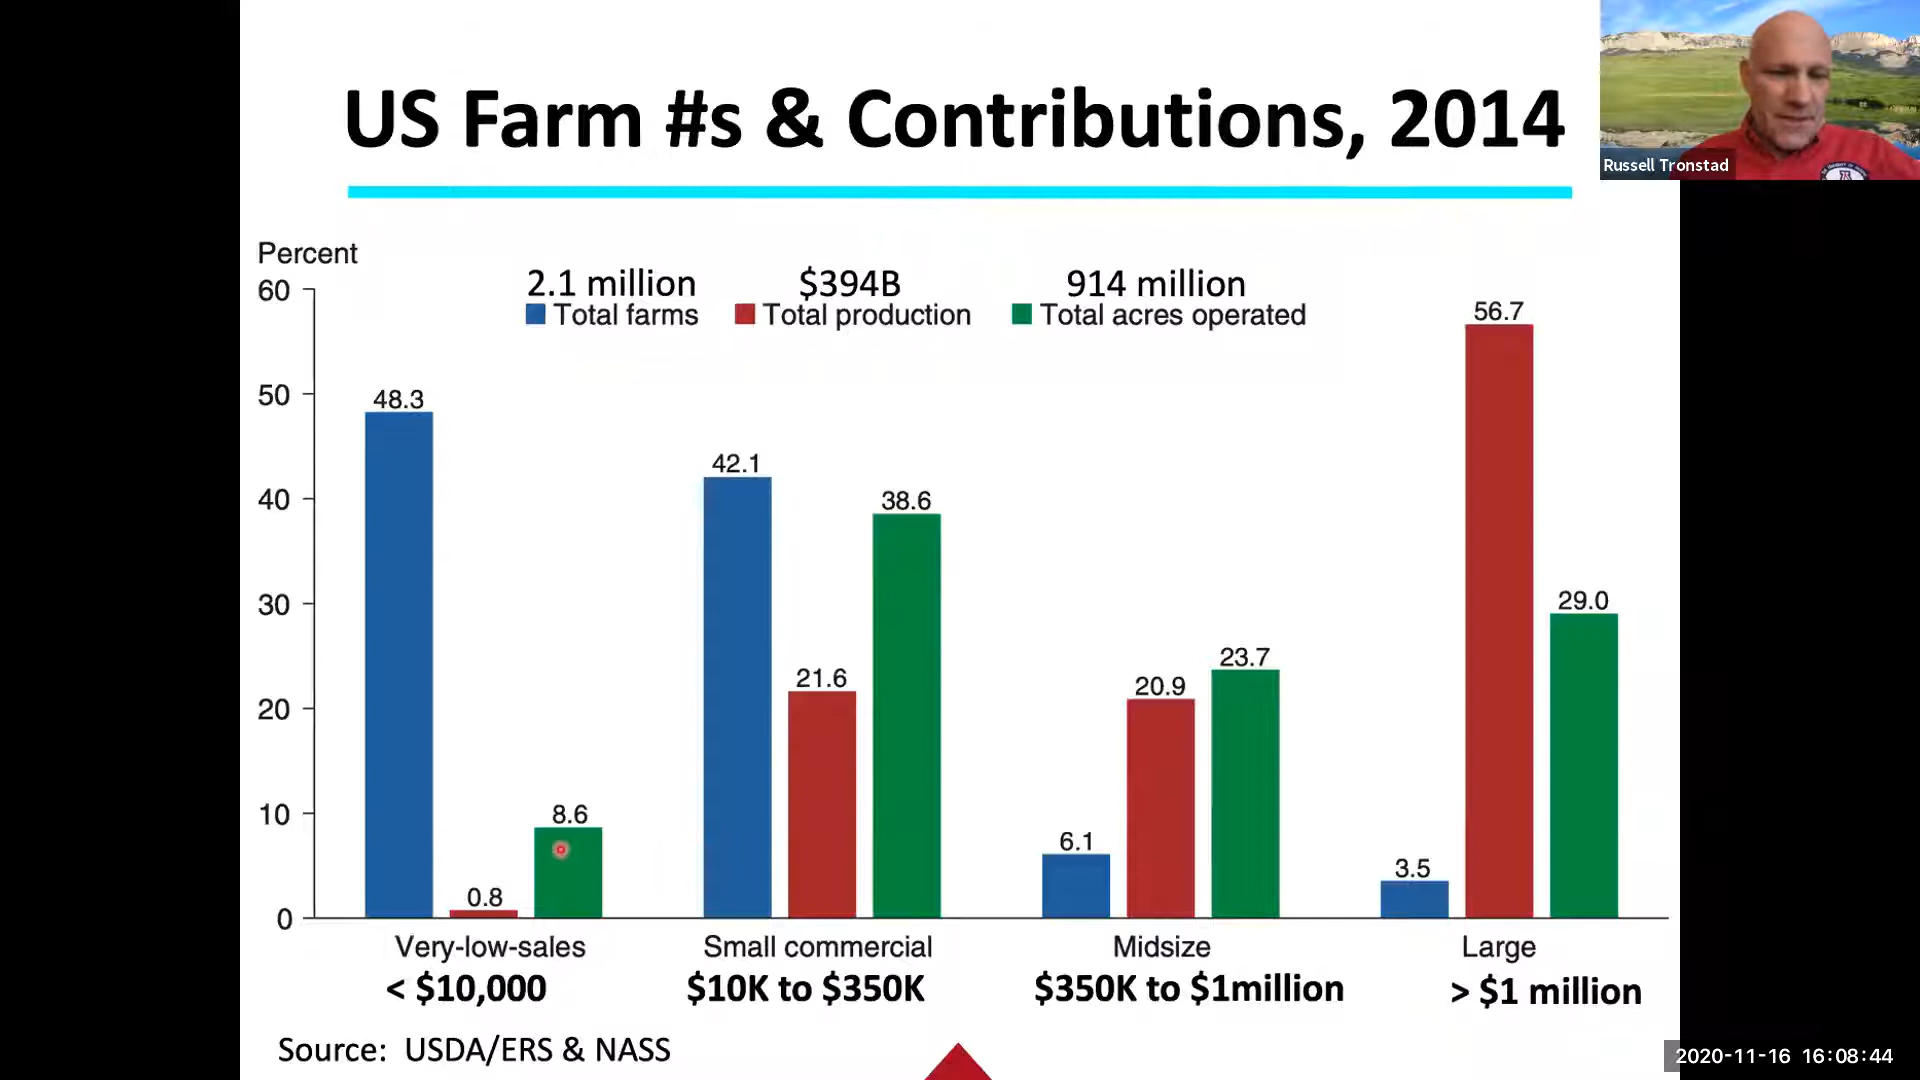 US Farm #s & Contributions, 2014
Russell Tronstad
Percent
2.1 million $394B 914 million
Total farms Total production Total acres operated
60
50
40
30
20
10
0
48.3
0.8
8.6
42.1
21.6
38.6
6.1
20.9
23.7
3.5
56.7
29.0
Very-low-sales Small commercial Midsize Large
< $10,000 $10K to $350K $350K to $1million > $1 million
Source: USDA/ERS & NASS
2020-11-16 16:08:44